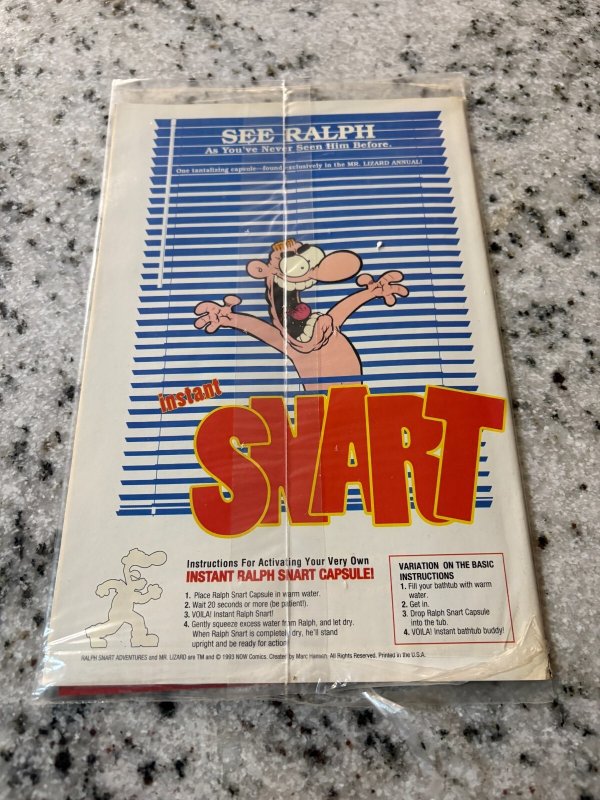 SEE RALPH
As You've Never Seen Him Before.
One tantalizing capsule—found exclusively in the MR. LIZARD ANNUAL!
instant
SNART
Instructions For Activating Your Very Own
INSTANT RALPH SNART CAPSULE!
1. Place Ralph Snart Capsule in warm water.
2. Wait 20 seconds or more (be patient!).
3. VOILA! Instant Ralph Snart!
4. Gently squeeze excess water from Ralph, and let dry.
When Ralph Snart is completely dry, he'll stand
upright and be ready for action
VARIATION ON THE BASIC
INSTRUCTIONS
1. Fill your bathtub with warm
water.
2. Get in.
3. Drop Ralph Snart Capsule
into the tub.
4. VOILA! Instant bathtub buddy!
RALPH SNART ADVENTURES and MR. LIZARD are TM and © 1993 NOW Comics. Created by Marc Hansen. All Rights Reserved. Printed in the U.S.A.